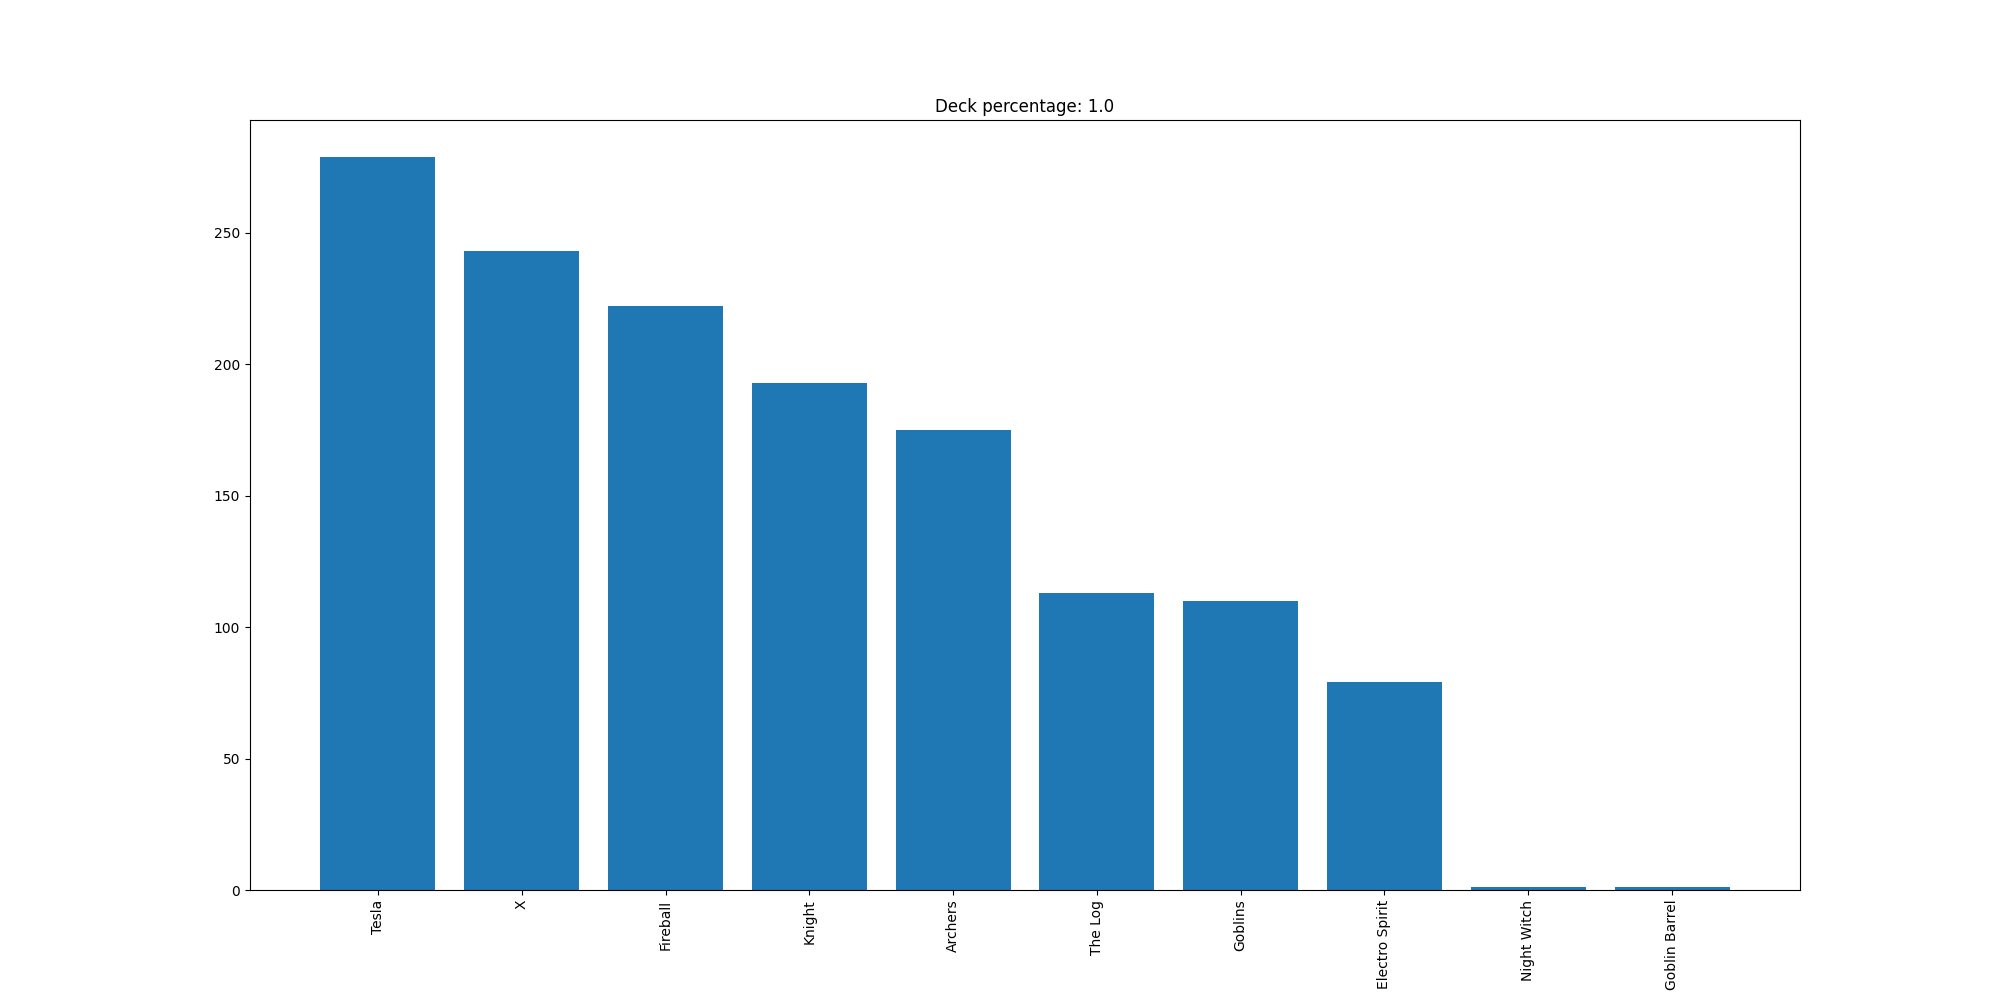 Deck percentage: 1.0
250
200
150
100
50
0
Tesla
X
Fireball
Knight
Archers
The Log
Goblins
Electro Spirit
Night Witch
Goblin Barrel